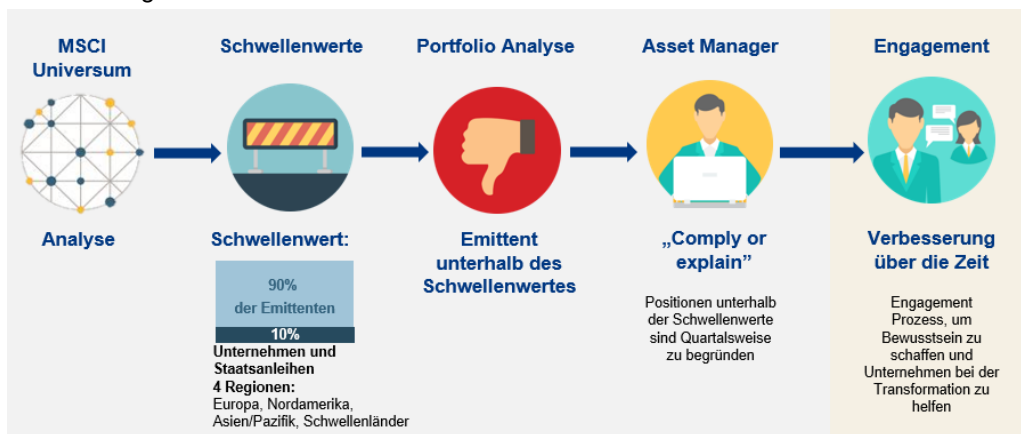 MSCI
Universum
Analyse
Schwellenwerte
Schwellenwert:
90%
der Emittenten
10%
Unternehmen und
Staatsanleihen
4 Regionen:
Europa, Nordamerika,
Asien/Pazifik, Schwellenländer
Portfolio Analyse
Emittent
unterhalb des
Schwellenwertes
Asset Manager
„Comply or
explain”
Positionen unterhalb
der Schwellenwerte
sind Quartalsweise
zu begründen
Engagement
Verbesserung
über die Zeit
Engagement
Prozess, um
Bewusstsein zu
schaffen und
Unternehmen bei der
Transformation zu
helfen